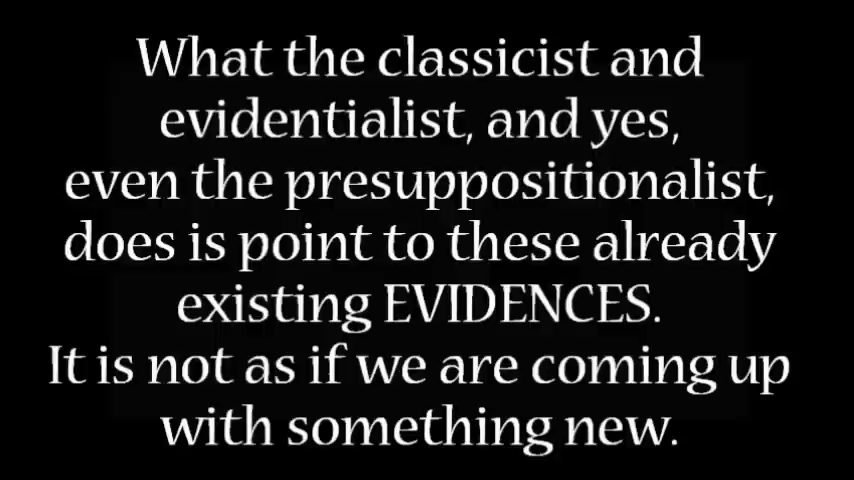 What the classicist and
evidentialist, and yes,
even the presuppositionalist,
does is point to these already
existing EVIDENCES.
It is not as if we are coming up
with something new.